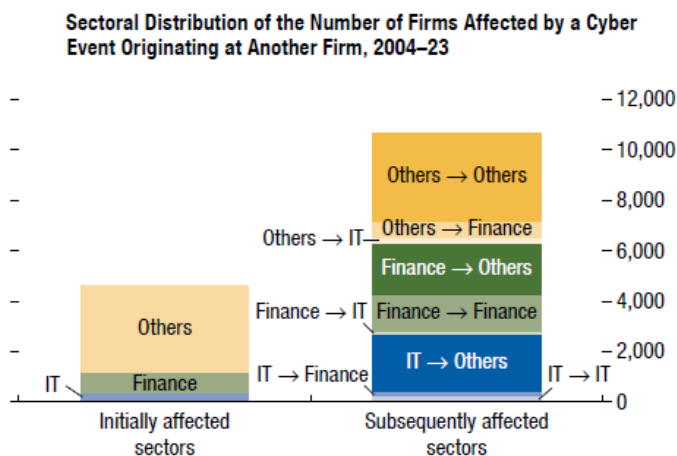 Sectoral Distribution of the Number of Firms Affected by a Cyber
Event Originating at Another Firm, 2004–23
12,000
10,000
8,000
6,000
4,000
2,000
0
Others → Others
Others → Finance
Others → IT
Finance → Others
Finance → IT
Finance → Finance
IT → Others
IT → Finance
IT → IT
Others
Finance
IT
Initially affected
sectors
Subsequently affected
sectors